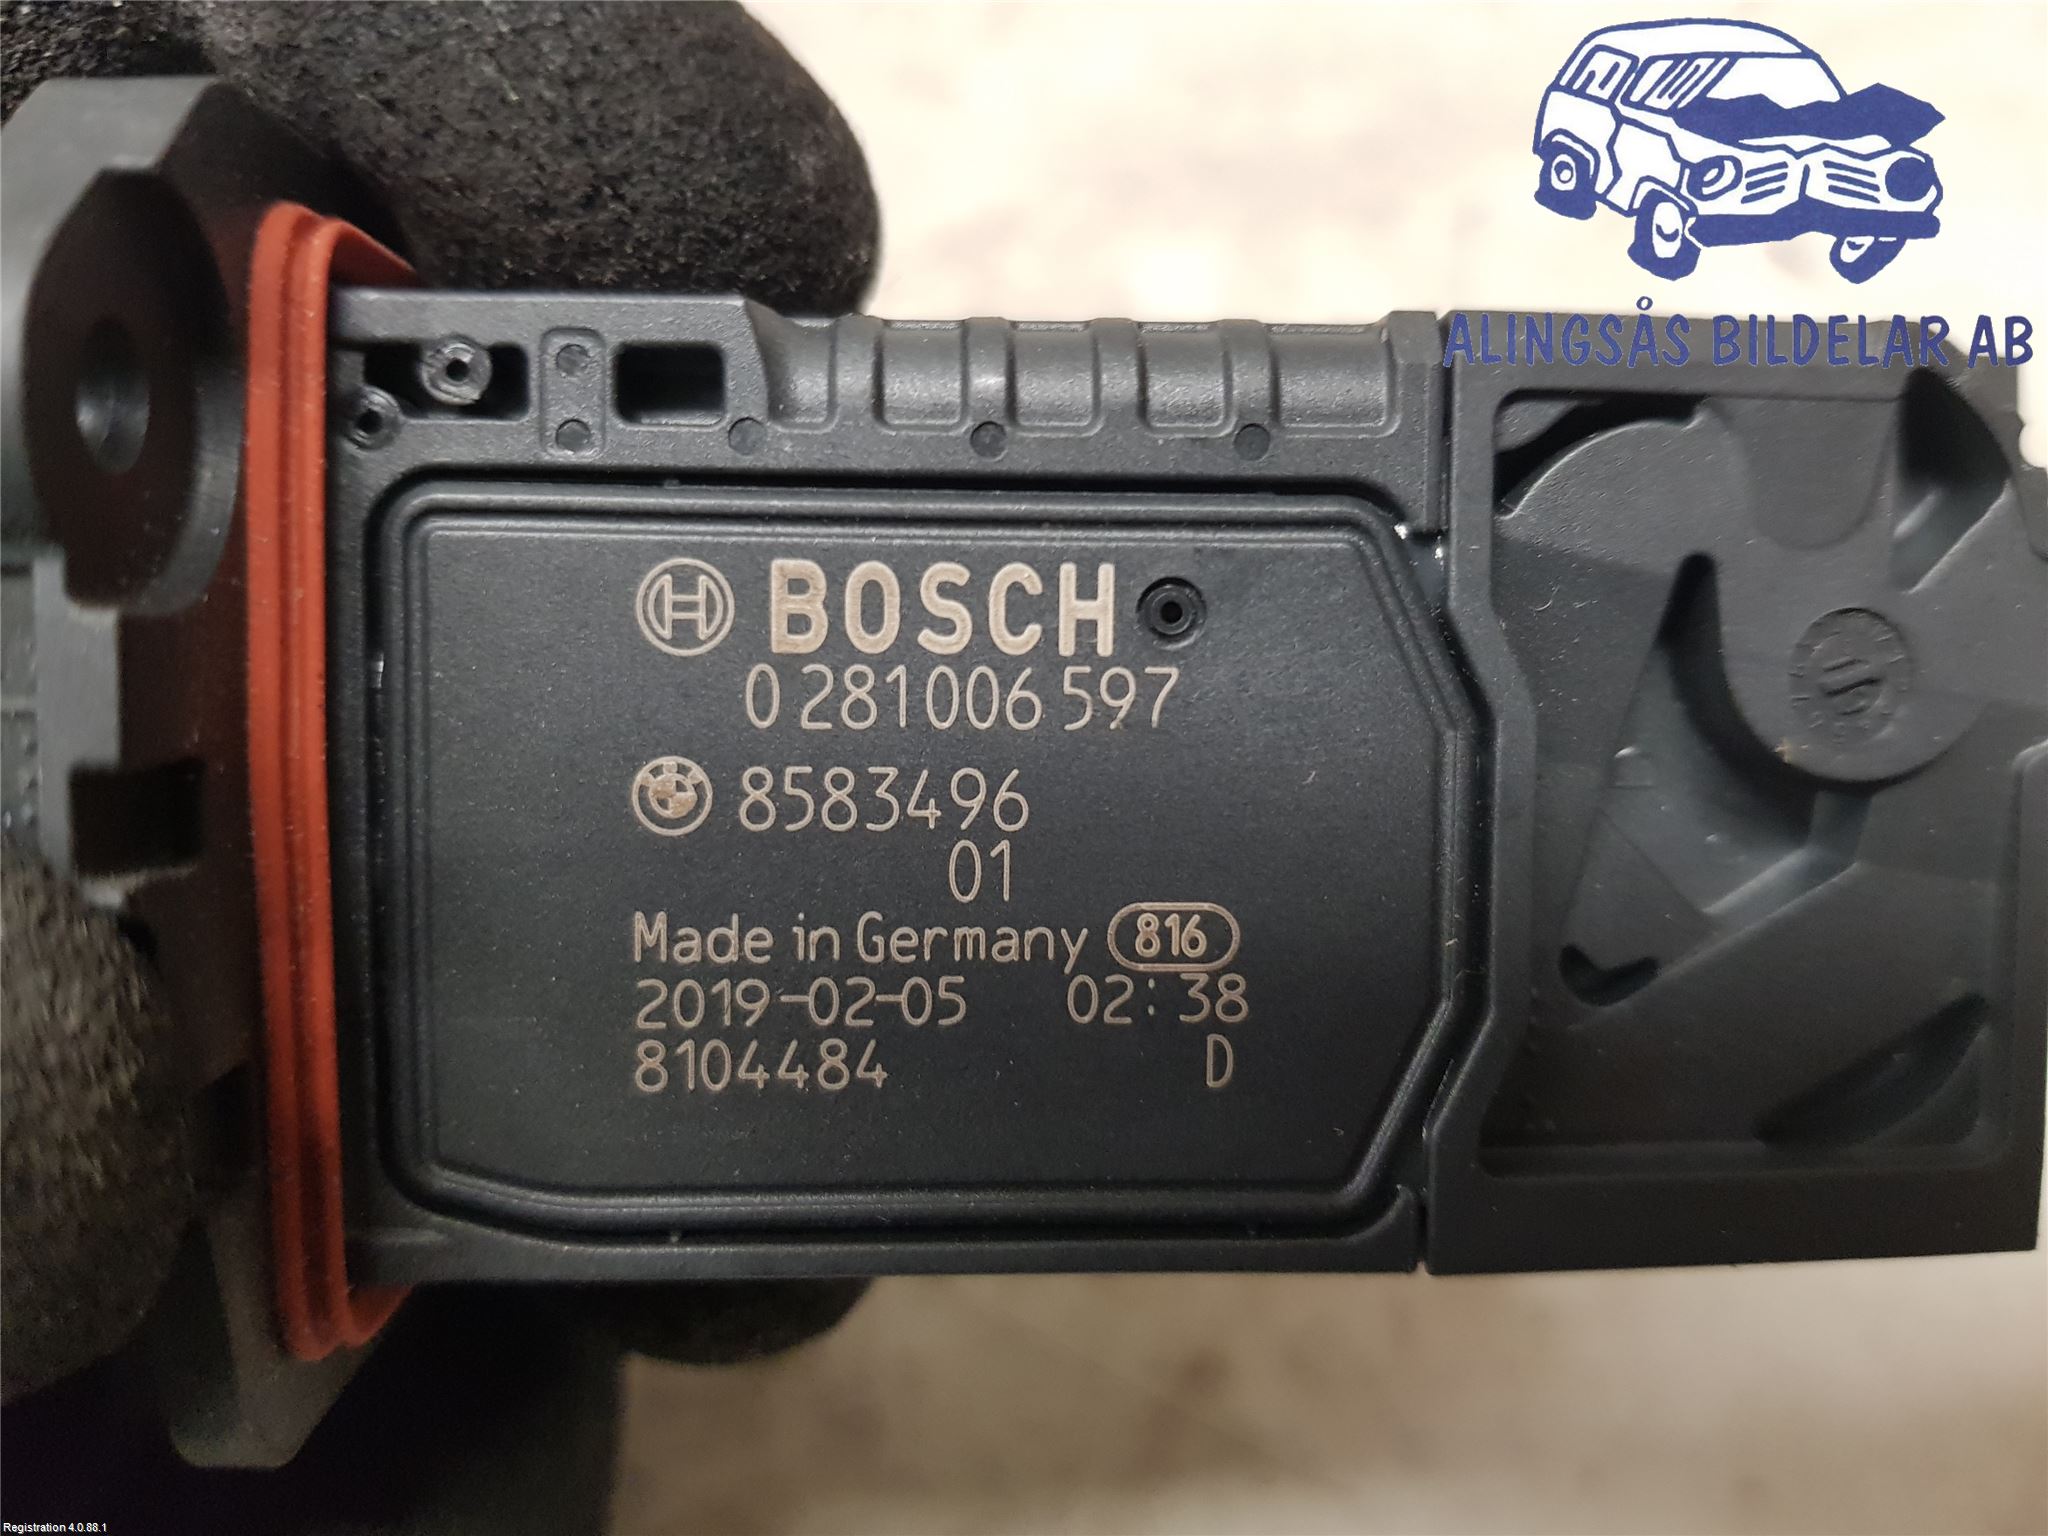 ALINGSÅS BILDELAR AB
BOSCH
0 281 006 597
8583496
01
Made in Germany 816
2019-02-05 02:38
8104484 D
Registration 4.0.88.1